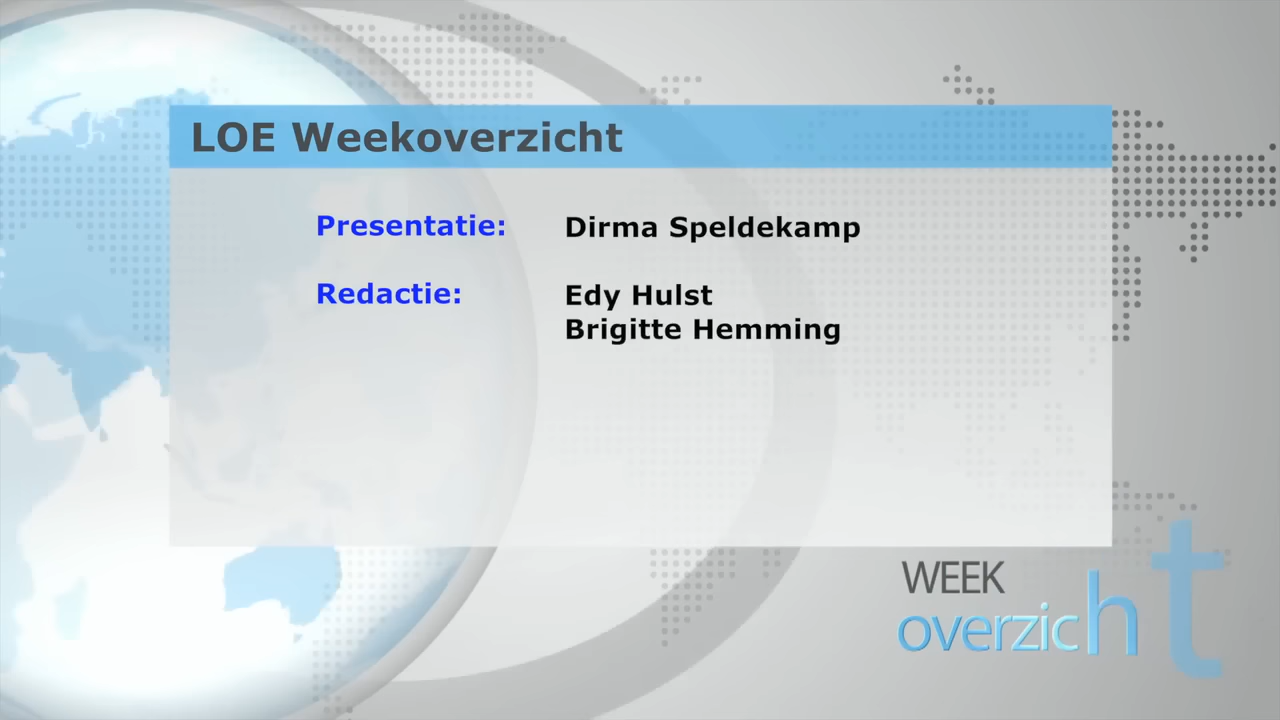 LOE Weekoverzicht
Presentatie: Dirma Speldekamp
Redactie: Edy Hulst
Brigitte Hemming
WEEK
overzicht